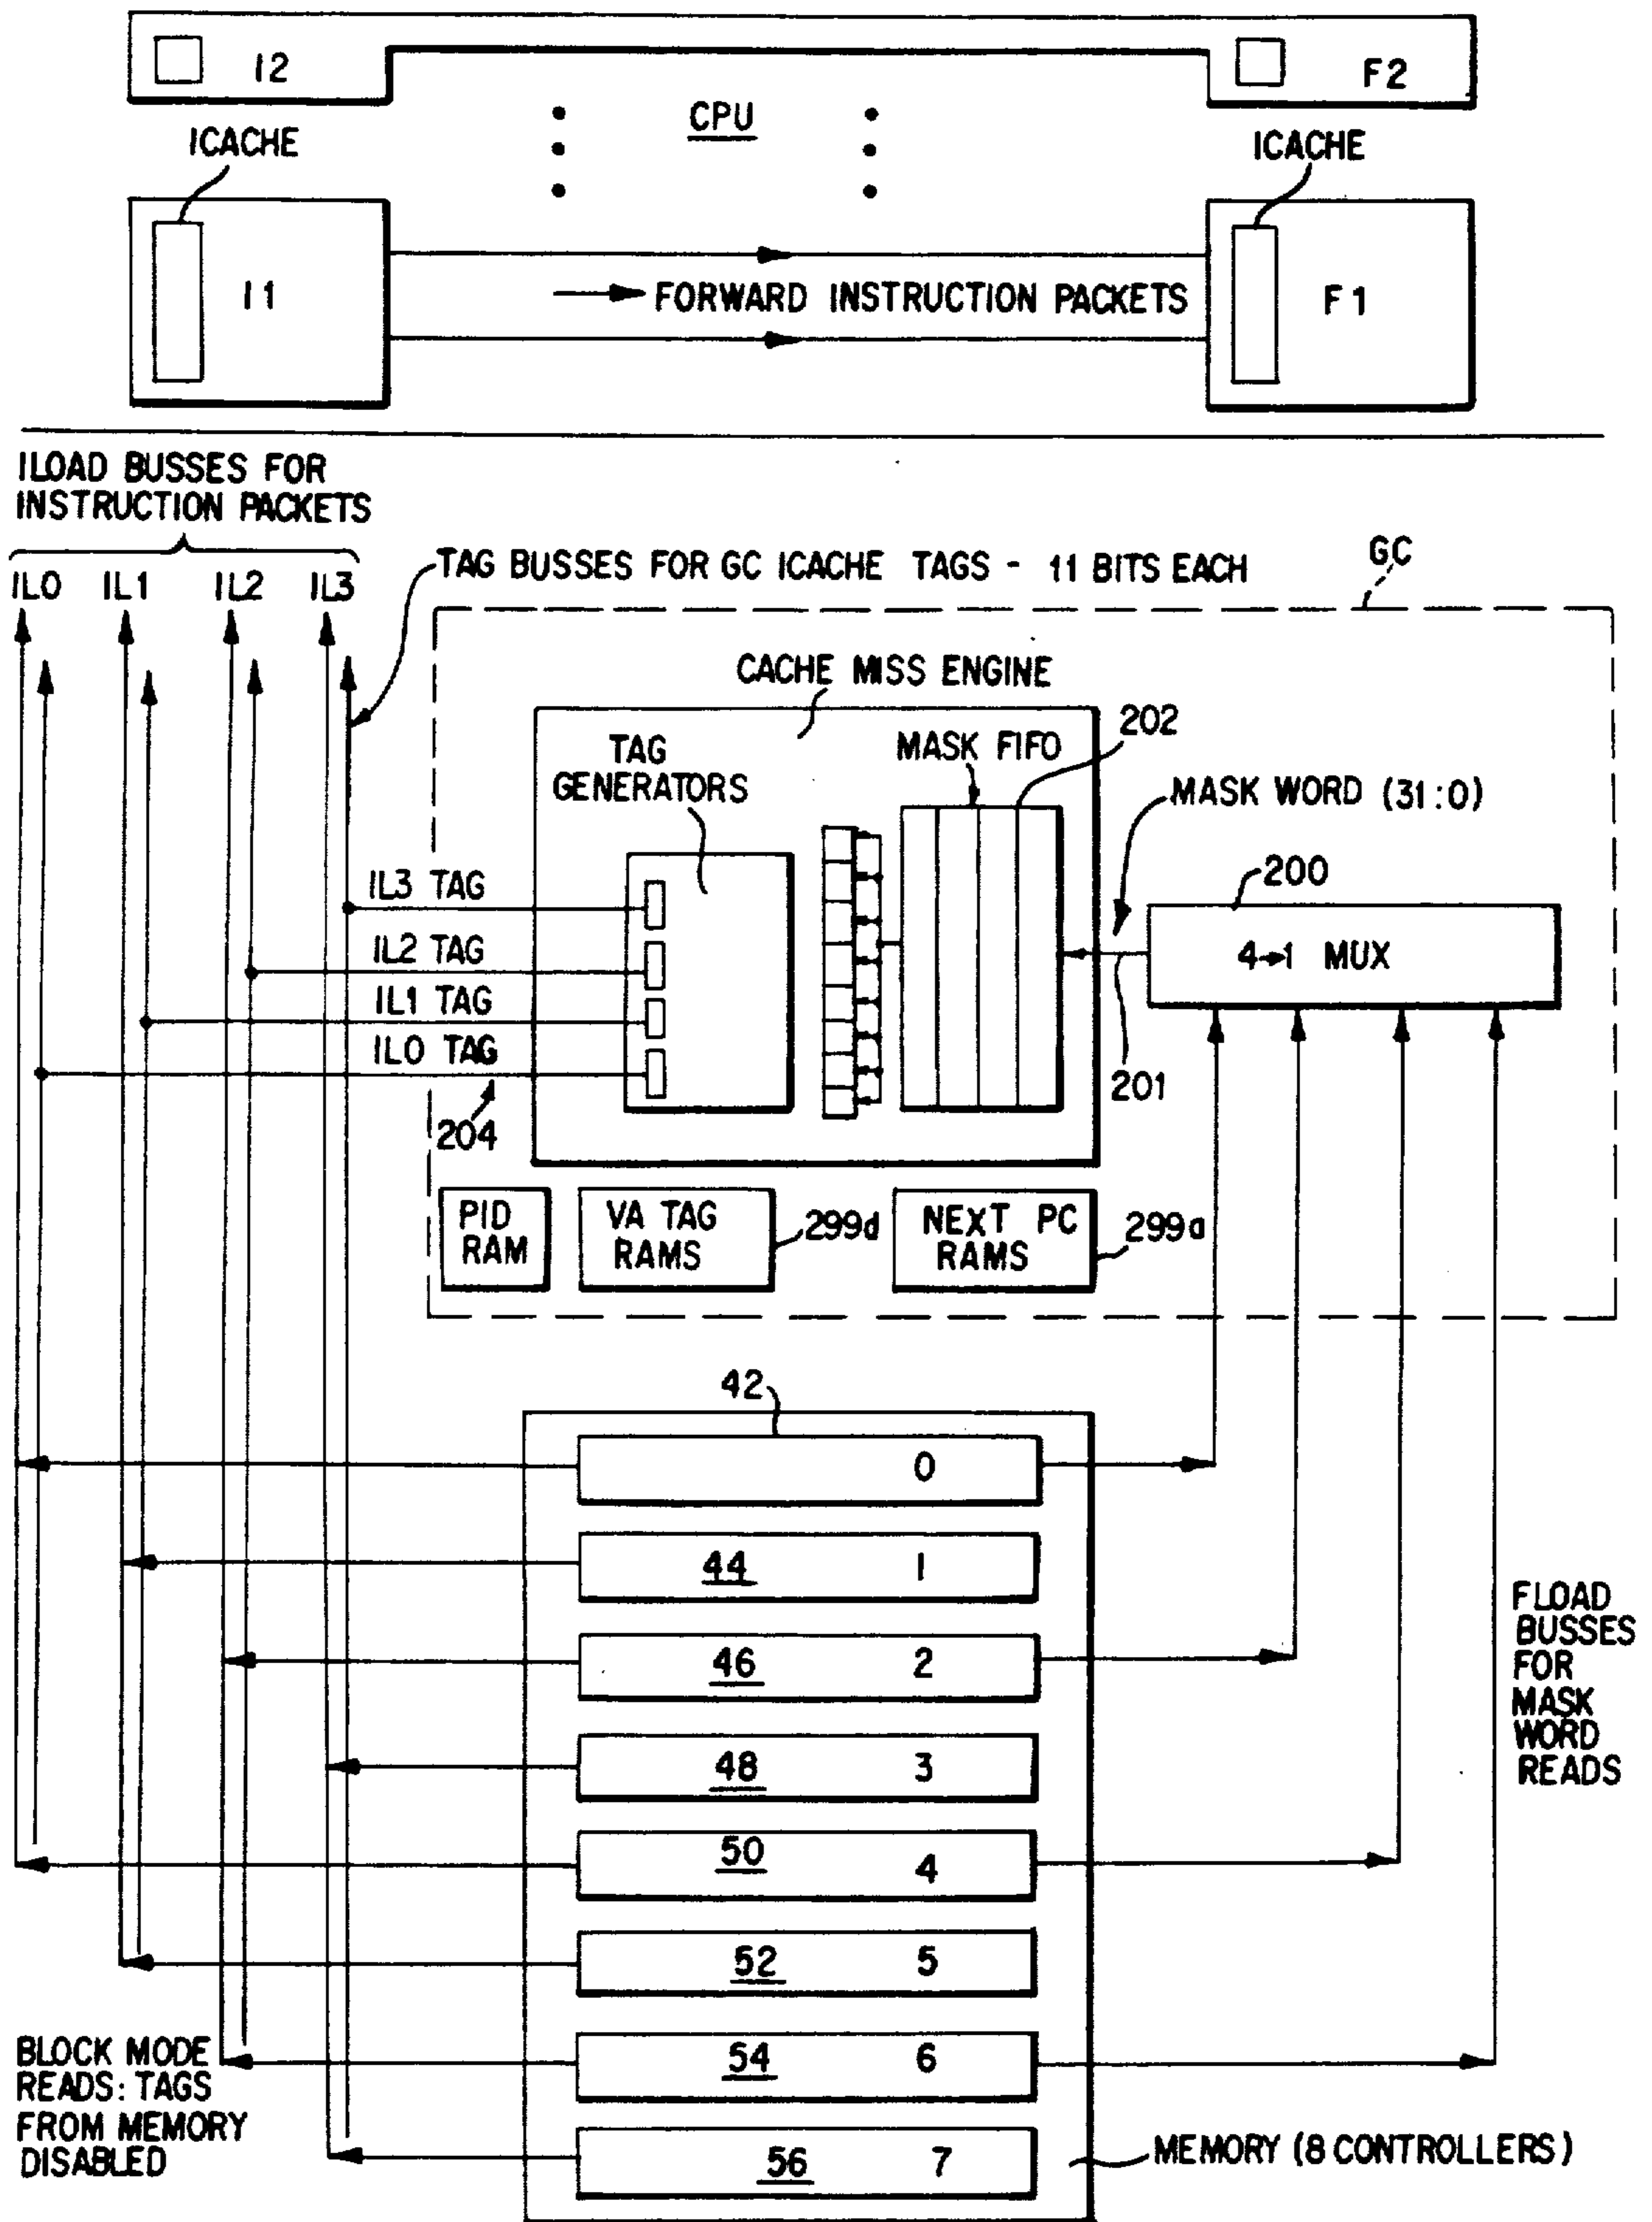 I2
F2
CPU
ICACHE
ICACHE
I1
FORWARD INSTRUCTION PACKETS
F1
ILOAD BUSSES FOR
INSTRUCTION PACKETS
IL0 IL1 IL2 IL3
TAG BUSSES FOR GC ICACHE TAGS - 11 BITS EACH
GC
CACHE MISS ENGINE
TAG
GENERATORS
MASK FIFO
202
MASK WORD (31:0)
200
4→1 MUX
201
IL3 TAG
IL2 TAG
IL1 TAG
IL0 TAG
204
PID
RAM
VA TAG
RAMS
299d
NEXT PC
RAMS
299a
42
0
44 1
46 2
48 3
50 4
52 5
54 6
56 7
FLOAD
BUSSES
FOR
MASK
WORD
READS
BLOCK MODE
READS: TAGS
FROM MEMORY
DISABLED
MEMORY (8 CONTROLLERS)